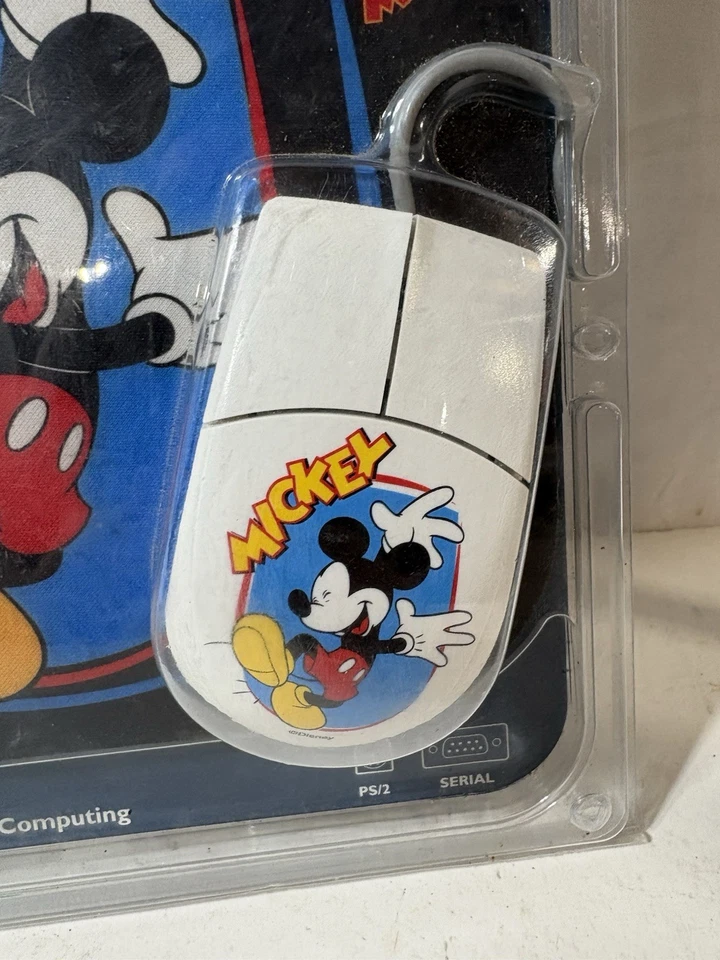 MICKEY
©Disney
PS/2
SERIAL
Computing